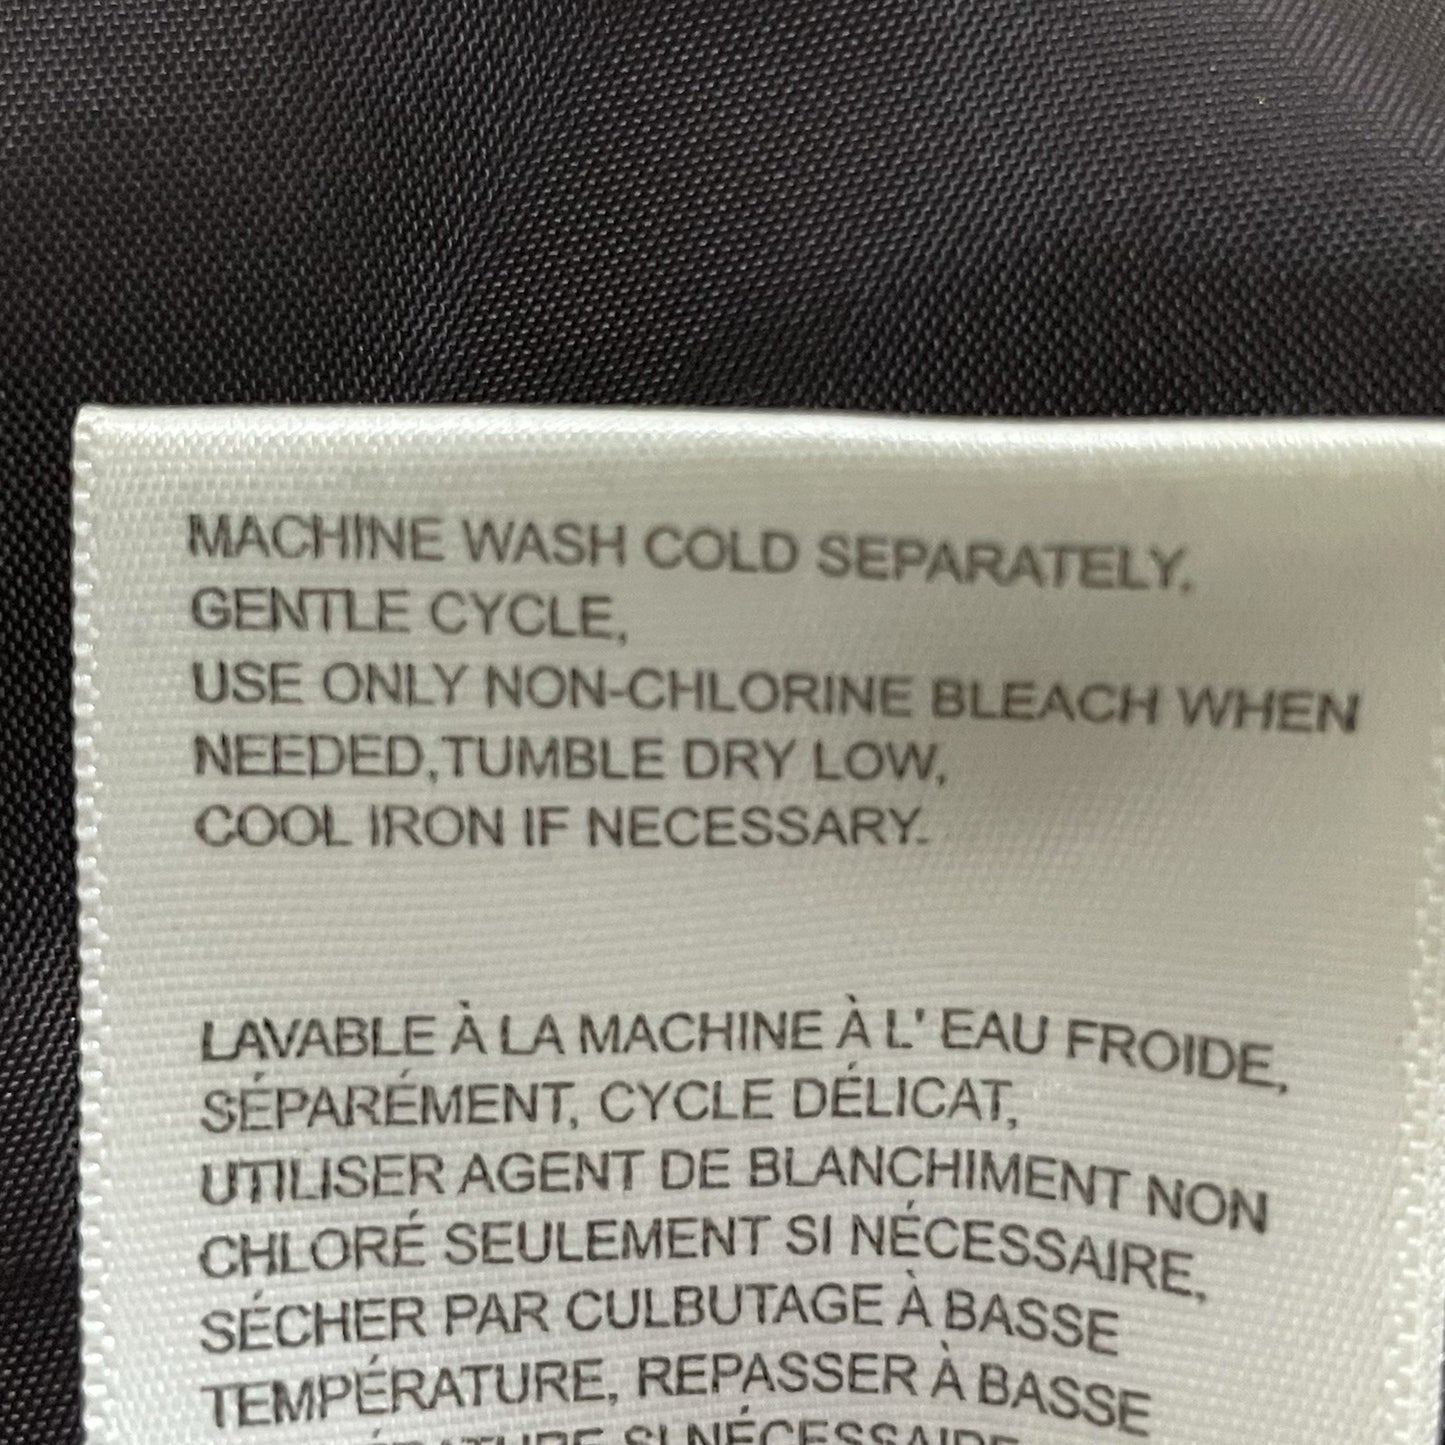 MACHINE WASH COLD SEPARATELY,
GENTLE CYCLE,
USE ONLY NON-CHLORINE BLEACH WHEN
NEEDED,TUMBLE DRY LOW,
COOL IRON IF NECESSARY.
LAVABLE À LA MACHINE À L' EAU FROIDE,
SÉPARÉMENT, CYCLE DÉLICAT,
UTILISER AGENT DE BLANCHIMENT NON
CHLORÉ SEULEMENT SI NÉCESSAIRE,
SÉCHER PAR CULBUTAGE À BASSE
TEMPÉRATURE, REPASSER À BASSE
SI NÉCESSAIRE